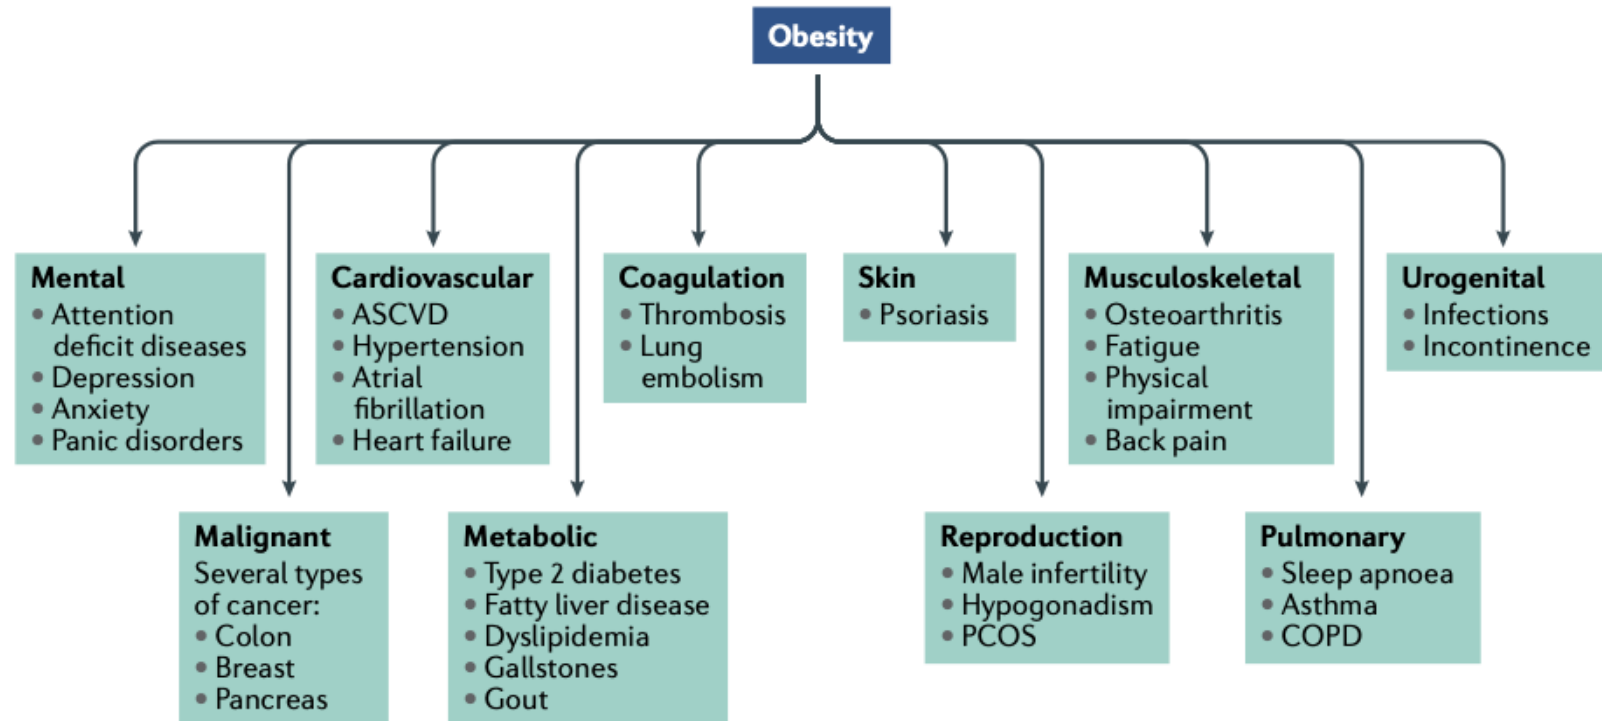 Obesity
Mental
• Attention
deficit diseases
• Depression
• Anxiety
• Panic disorders
Cardiovascular
• ASCVD
• Hypertension
• Atrial
fibrillation
• Heart failure
Coagulation
• Thrombosis
• Lung
embolism
Skin
• Psoriasis
Musculoskeletal
• Osteoarthritis
• Fatigue
• Physical
impairment
• Back pain
Urogenital
• Infections
• Incontinence
Malignant
Several types
of cancer:
• Colon
• Breast
• Pancreas
Metabolic
• Type 2 diabetes
• Fatty liver disease
• Dyslipidemia
• Gallstones
• Gout
Reproduction
• Male infertility
• Hypogonadism
• PCOS
Pulmonary
• Sleep apnoea
• Asthma
• COPD